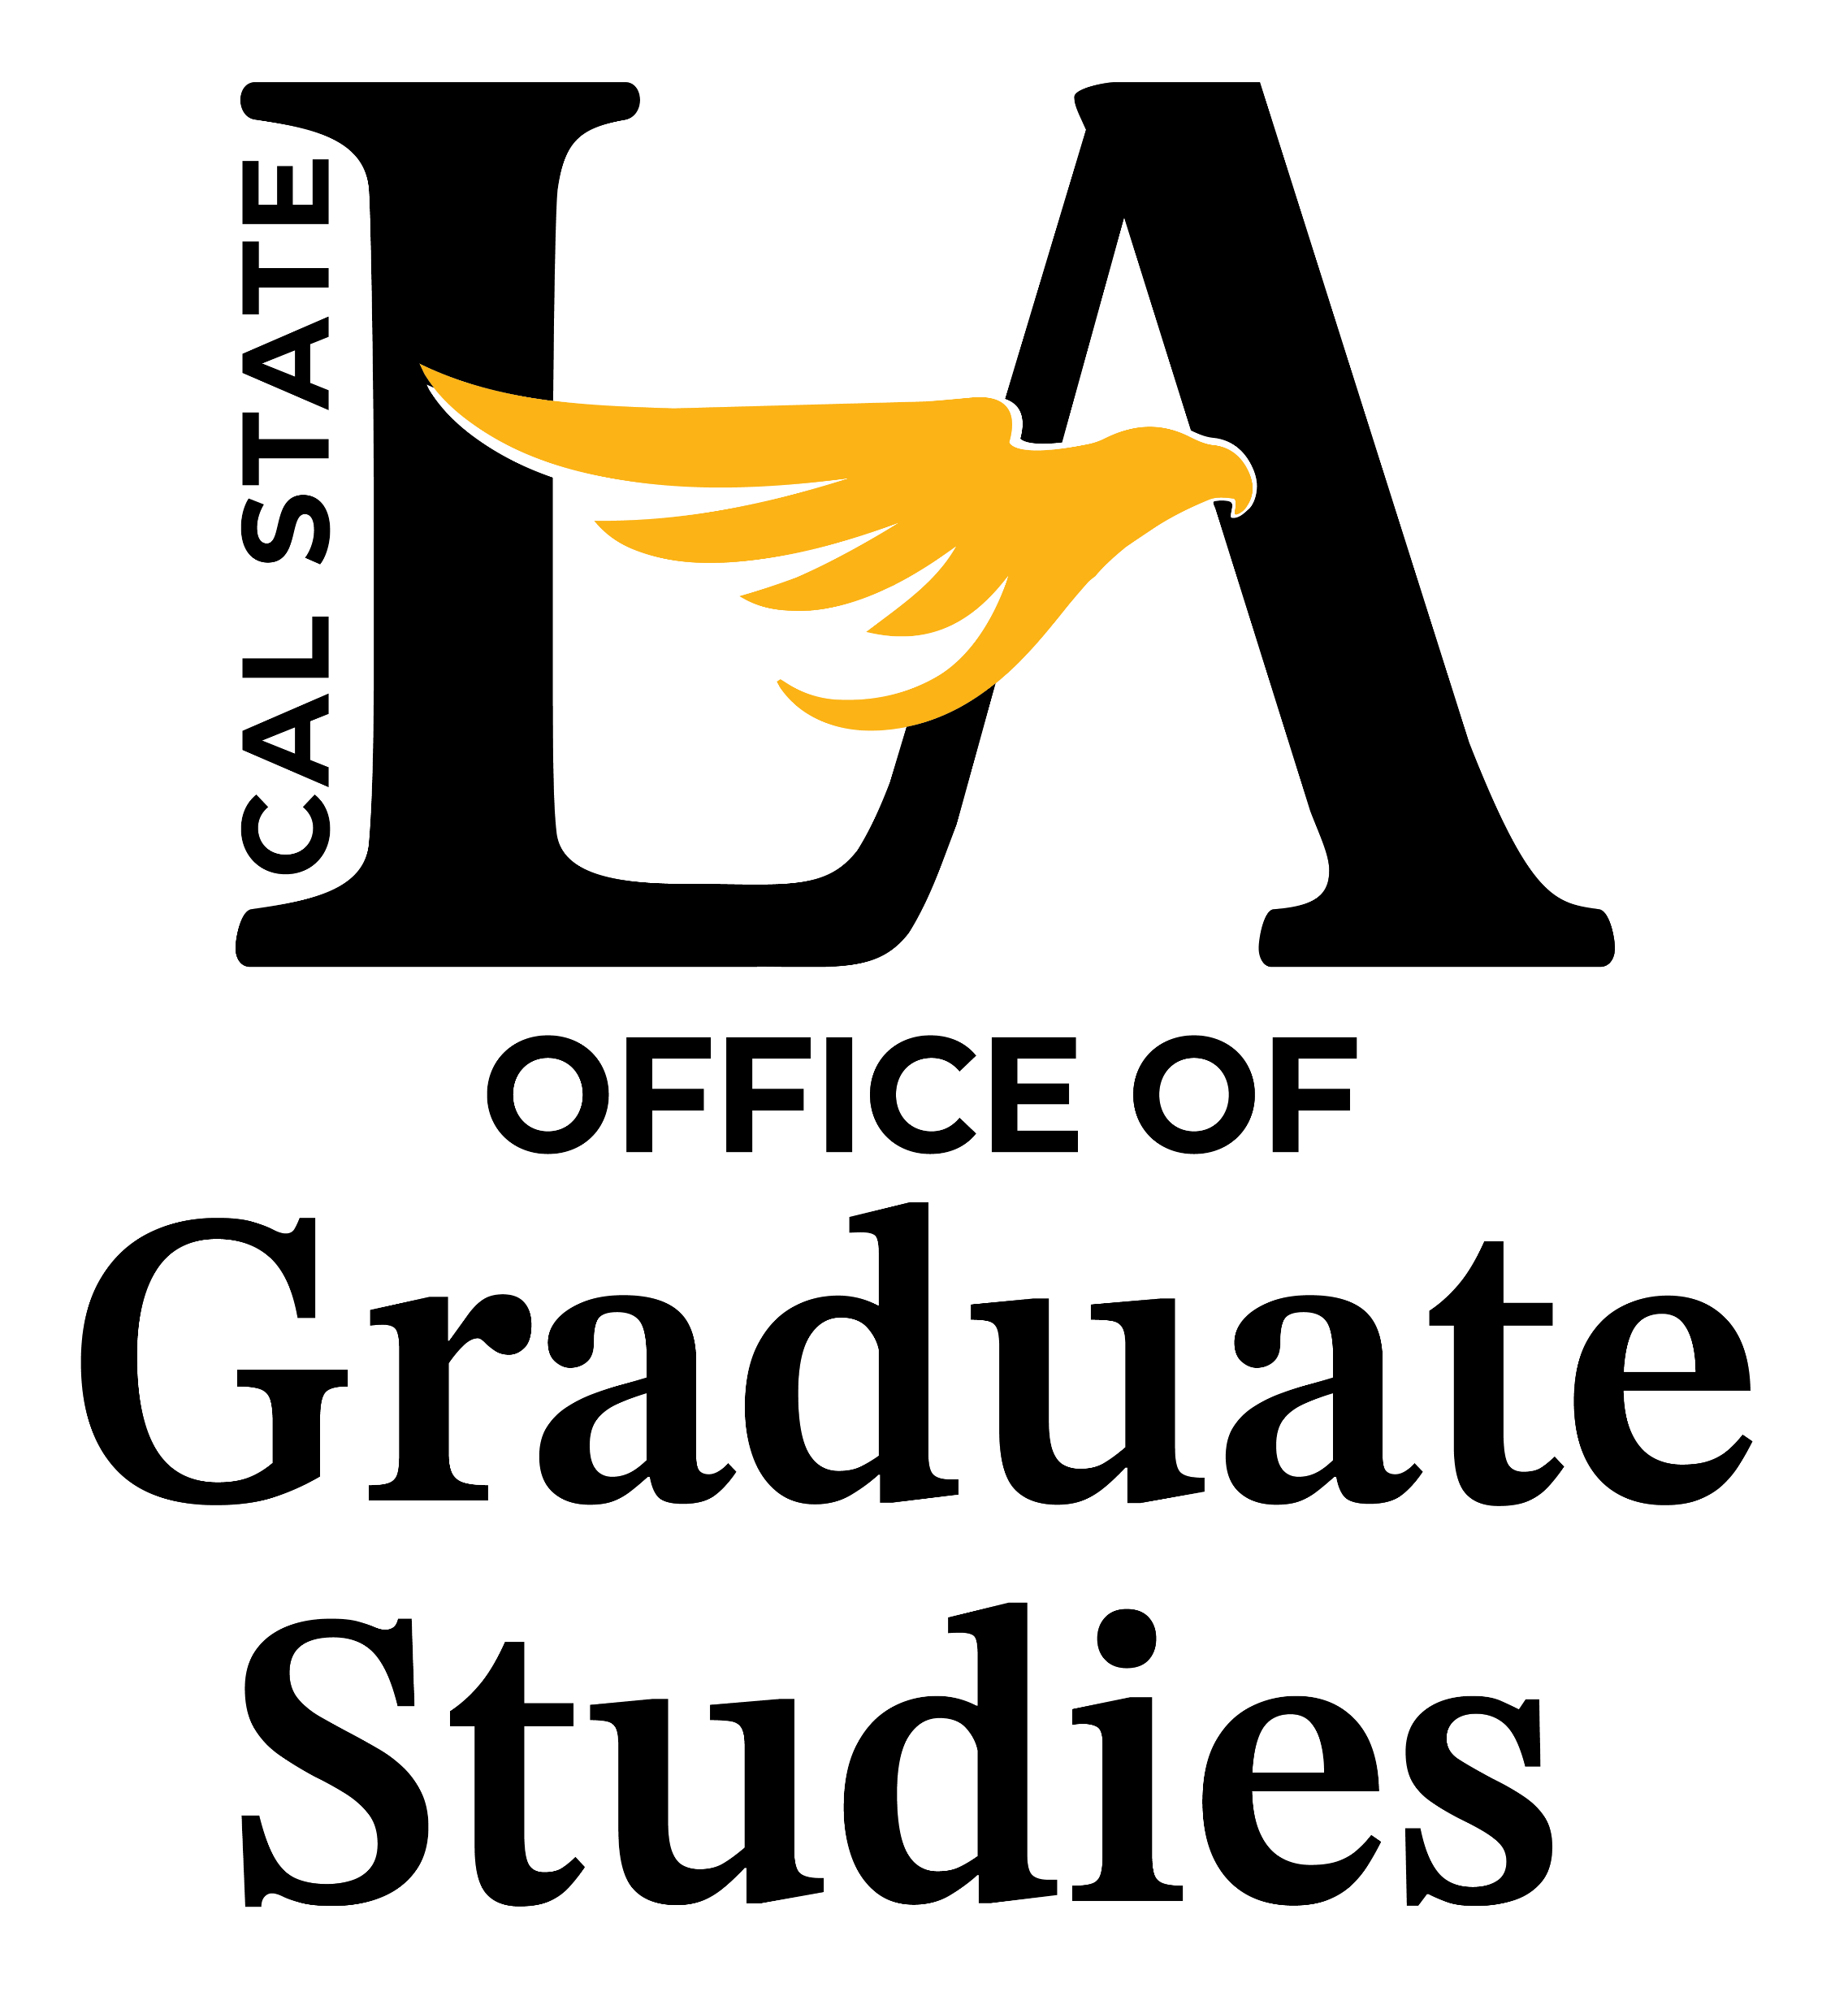 CAL STATE
LA
OFFICE OF
Graduate
Studies